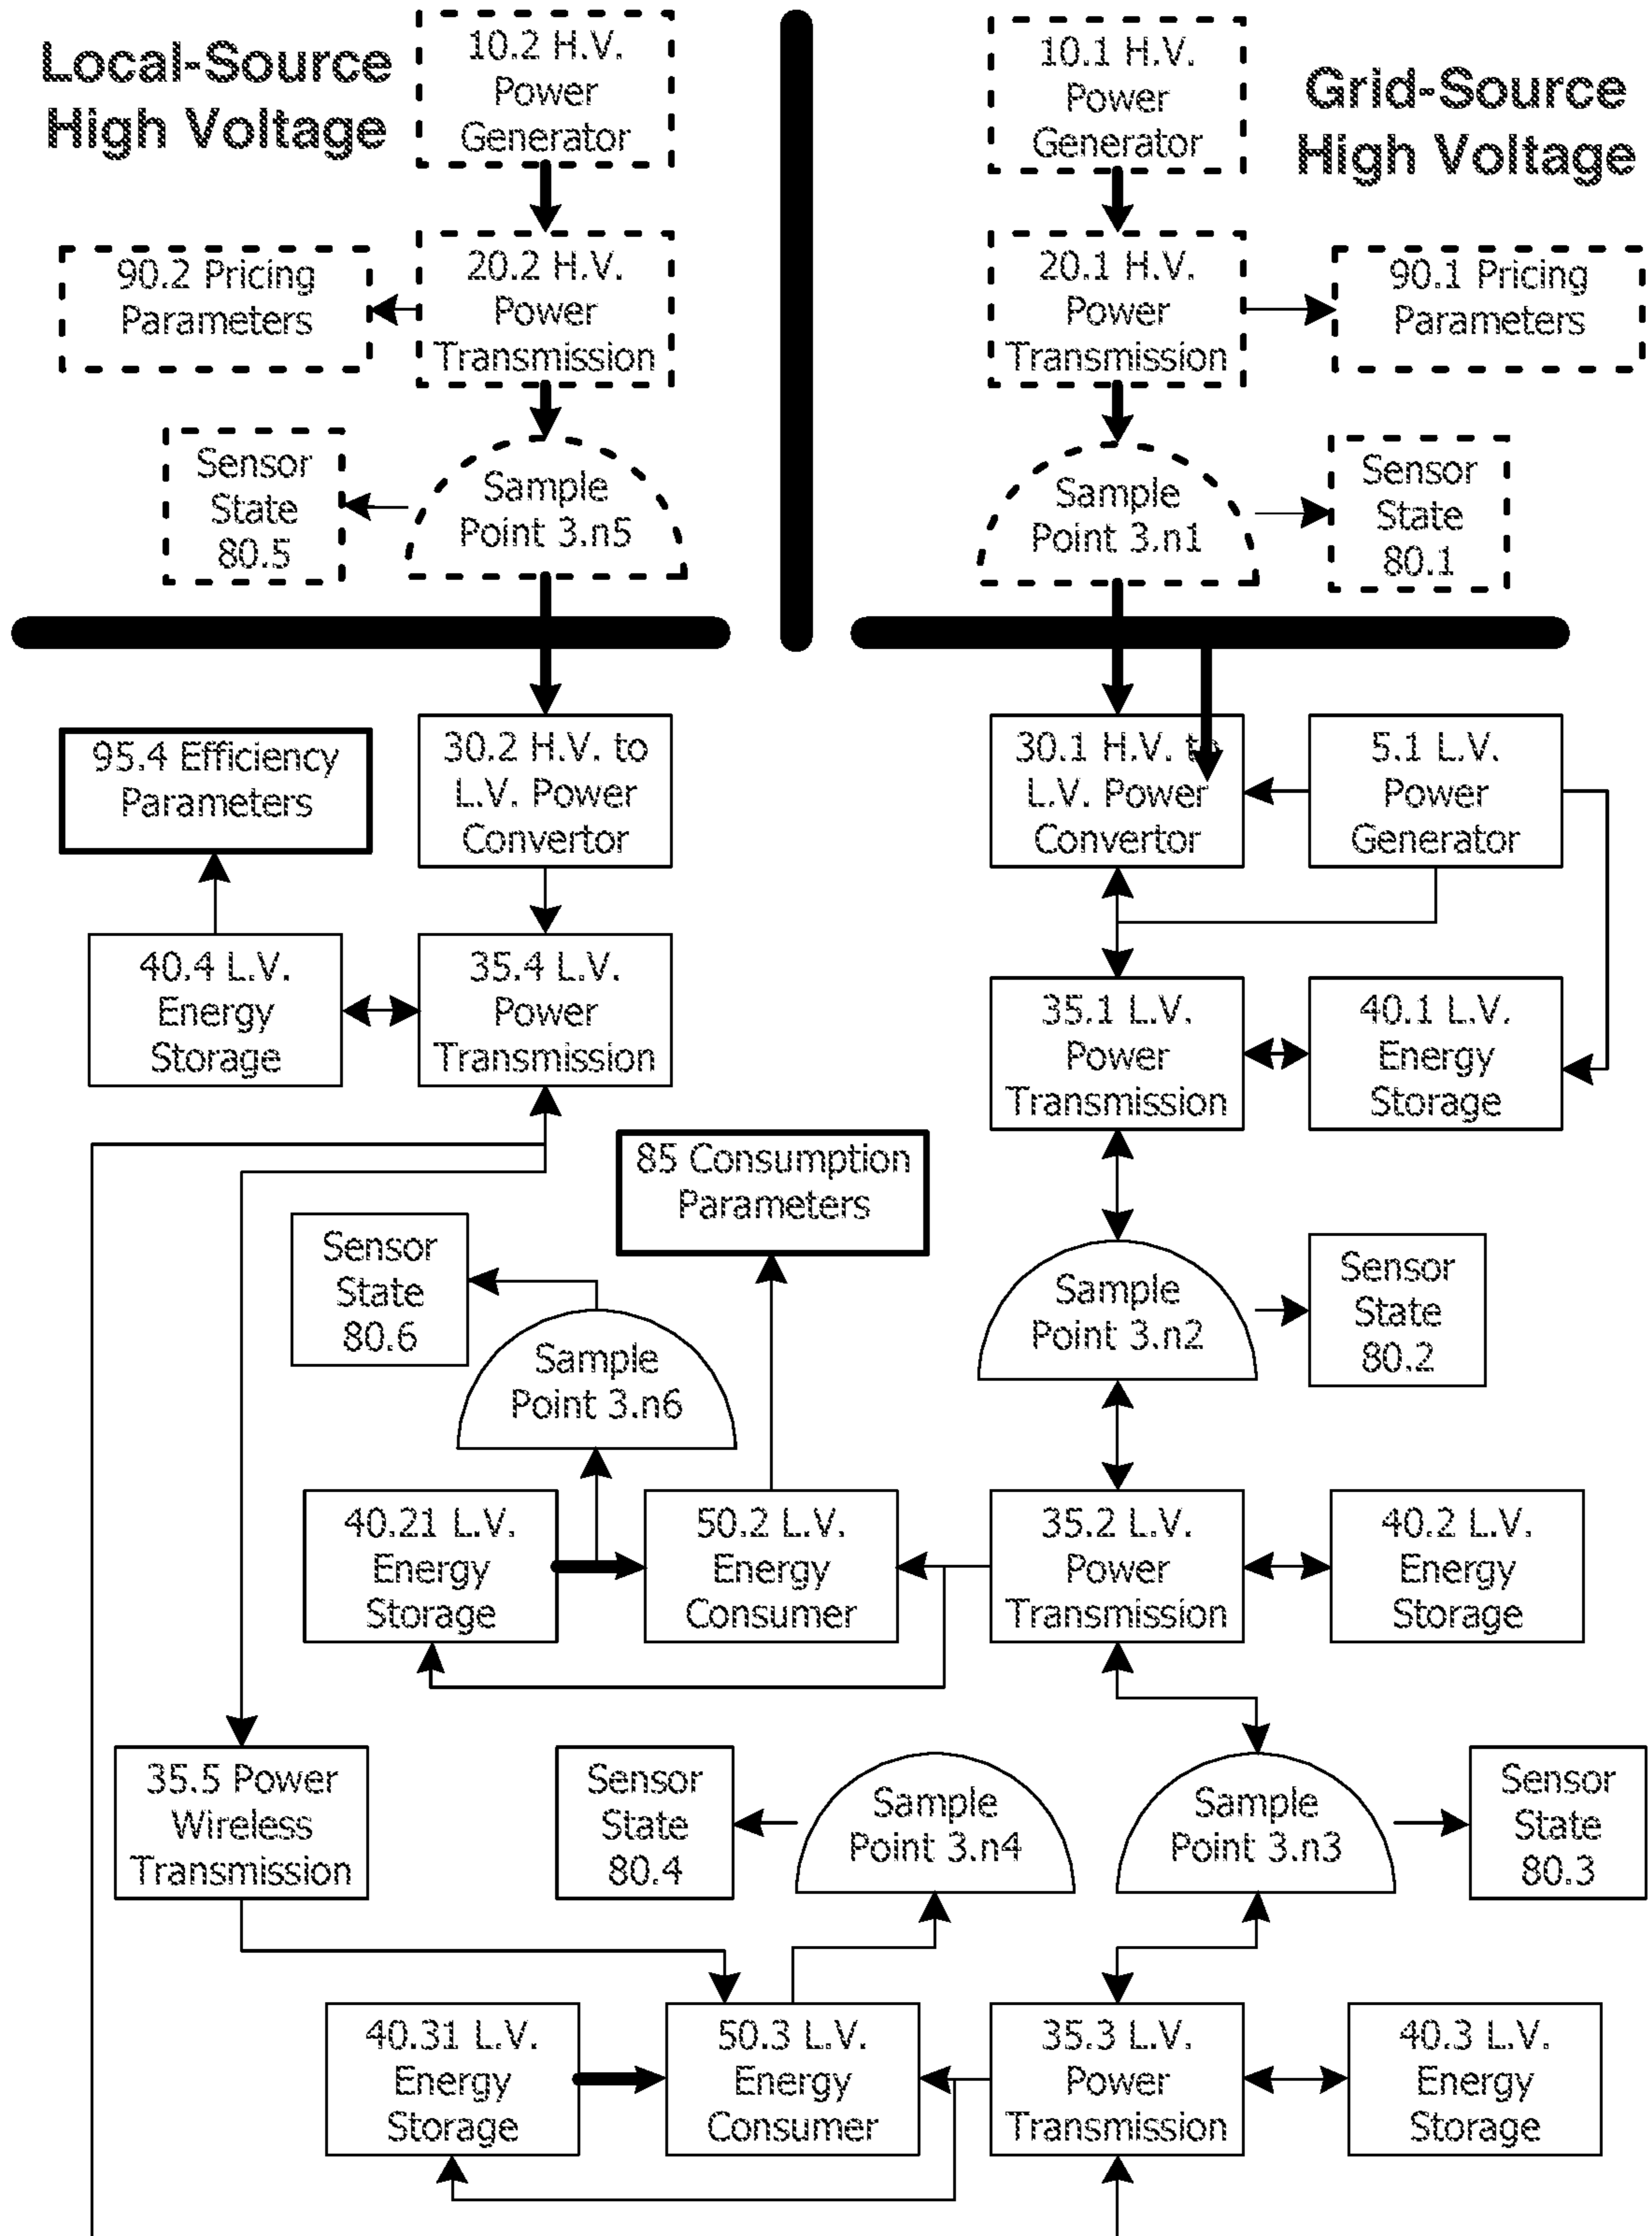 Local-Source
High Voltage
10.2 H.V.
Power
Generator
10.1 H.V.
Power
Generator
Grid-Source
High Voltage
90.2 Pricing
Parameters
20.2 H.V.
Power
Transmission
20.1 H.V.
Power
Transmission
90.1 Pricing
Parameters
Sensor
State
80.5
Sample
Point 3.n5
Sample
Point 3.n1
Sensor
State
80.1
95.4 Efficiency
Parameters
30.2 H.V. to
L.V. Power
Convertor
30.1 H.V. to
L.V. Power
Convertor
5.1 L.V.
Power
Generator
40.4 L.V.
Energy
Storage
35.4 L.V.
Power
Transmission
35.1 L.V.
Power
Transmission
40.1 L.V.
Energy
Storage
85 Consumption
Parameters
Sensor
State
80.6
Sample
Point 3.n6
Sample
Point 3.n2
Sensor
State
80.2
40.21 L.V.
Energy
Storage
50.2 L.V.
Energy
Consumer
35.2 L.V.
Power
Transmission
40.2 L.V.
Energy
Storage
35.5 Power
Wireless
Transmission
Sensor
State
80.4
Sample
Point 3.n4
Sample
Point 3.n3
Sensor
State
80.3
40.31 L.V.
Energy
Storage
50.3 L.V.
Energy
Consumer
35.3 L.V.
Power
Transmission
40.3 L.V.
Energy
Storage